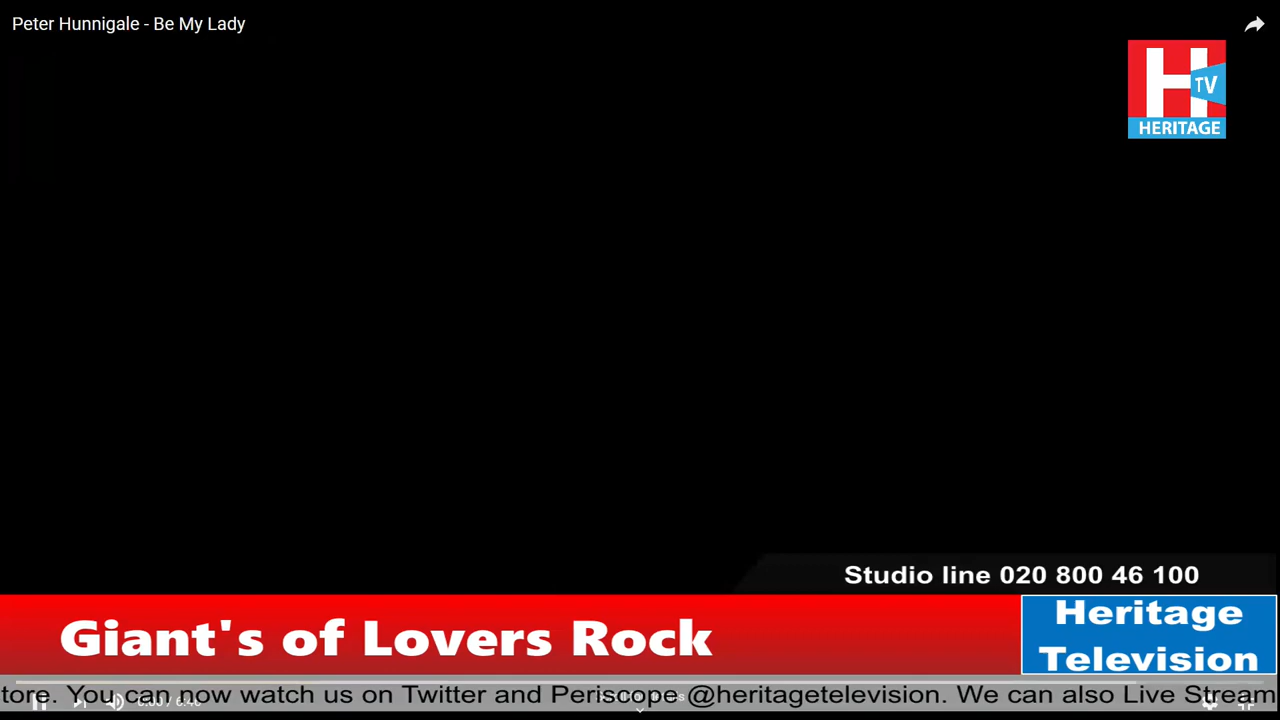 Peter Hunnigale - Be My Lady
H TV
HERITAGE
Studio line 020 800 46 100
Giant's of Lovers Rock
Heritage
Television
tore. You can now watch us on Twitter and Periscope @heritagetelevision. We can also Live Stream